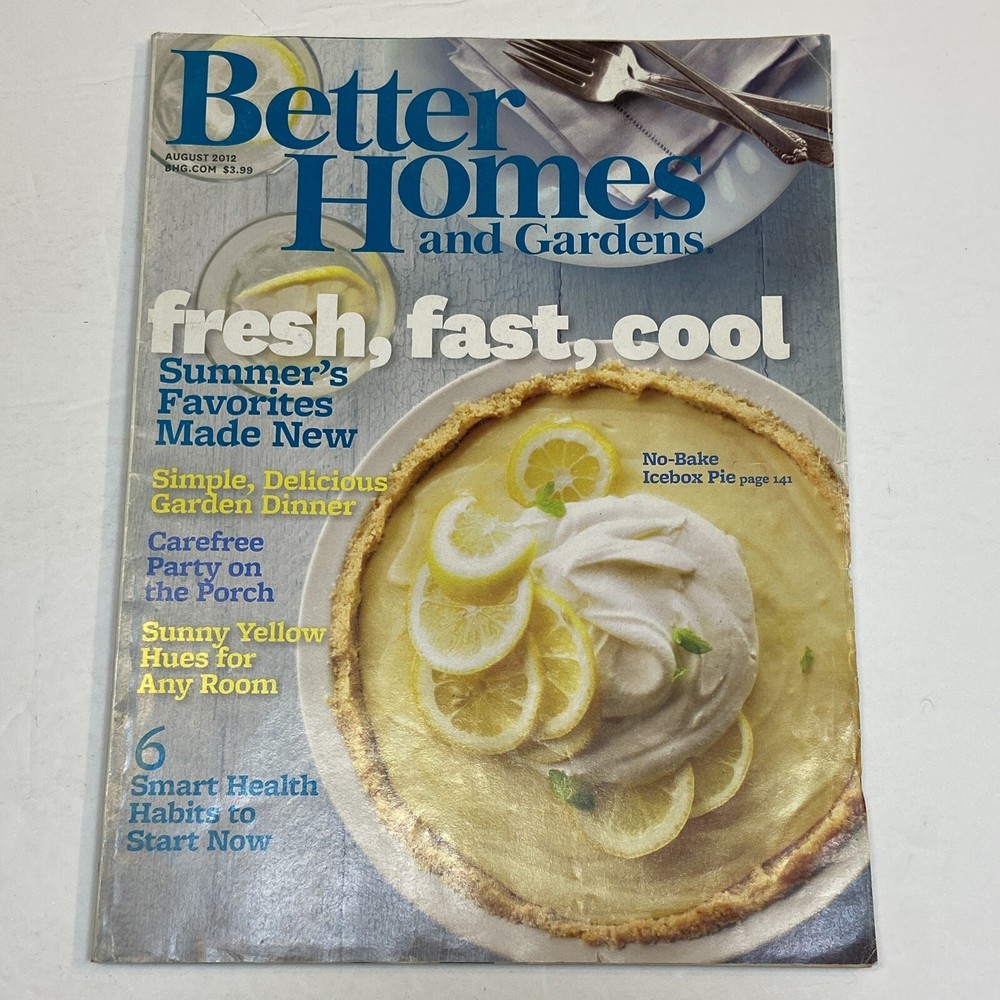 Better
Homes
and Gardens.
AUGUST 2012
BHG.COM $3.99
fresh, fast, cool
Summer's
Favorites
Made New
Simple, Delicious
Garden Dinner
Carefree
Party on
the Porch
Sunny Yellow
Hues for
Any Room
6
Smart Health
Habits to
Start Now
No-Bake
Icebox Pie page 141